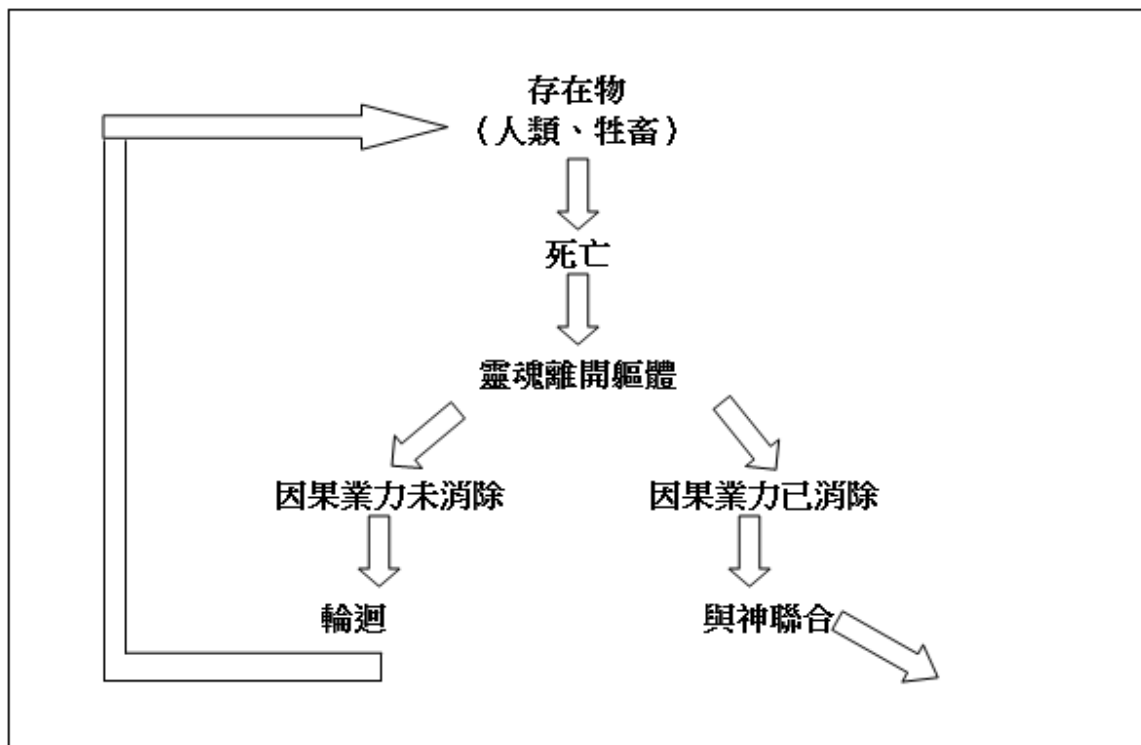 存在物
（人類、牲畜）
死亡
靈魂離開軀體
因果業力未消除
因果業力已消除
輪迴
與神聯合